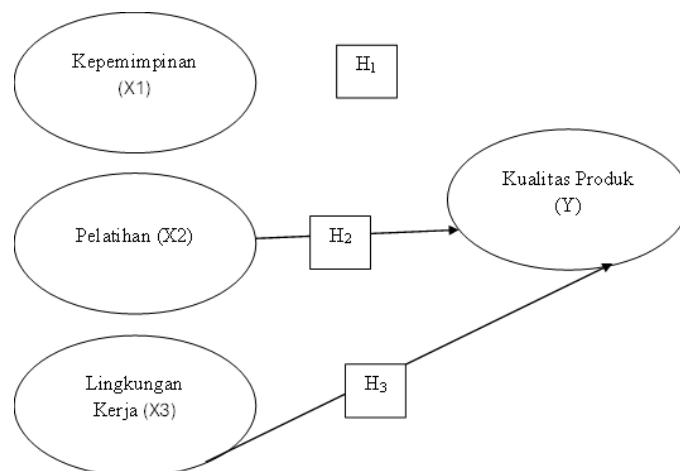 Kepemimpinan
(X1)
H1
Kualitas Produk
(Y)
Pelatihan (X2)
H2
Lingkungan
Kerja (X3)
H3